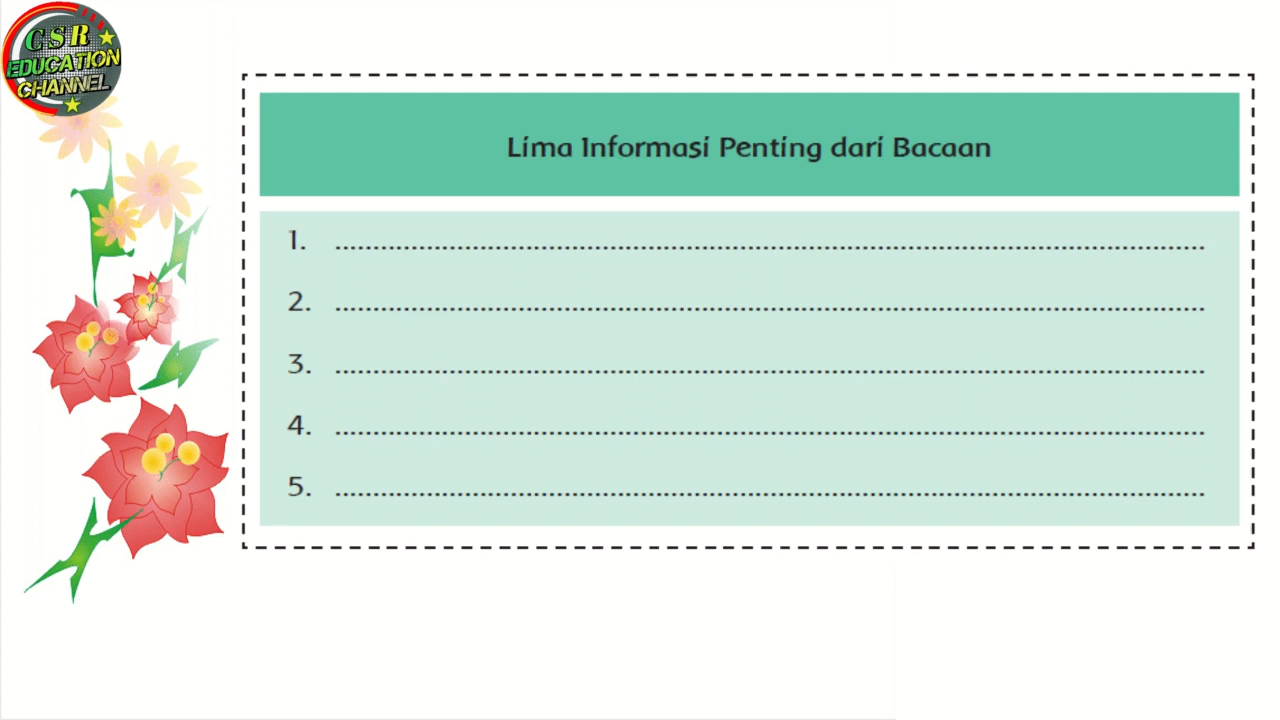 CSR
EDUCATION
CHANNEL
Lima Informasi Penting dari Bacaan
1. ....................................................................................................................
2. ....................................................................................................................
3. ....................................................................................................................
4. ....................................................................................................................
5. ....................................................................................................................